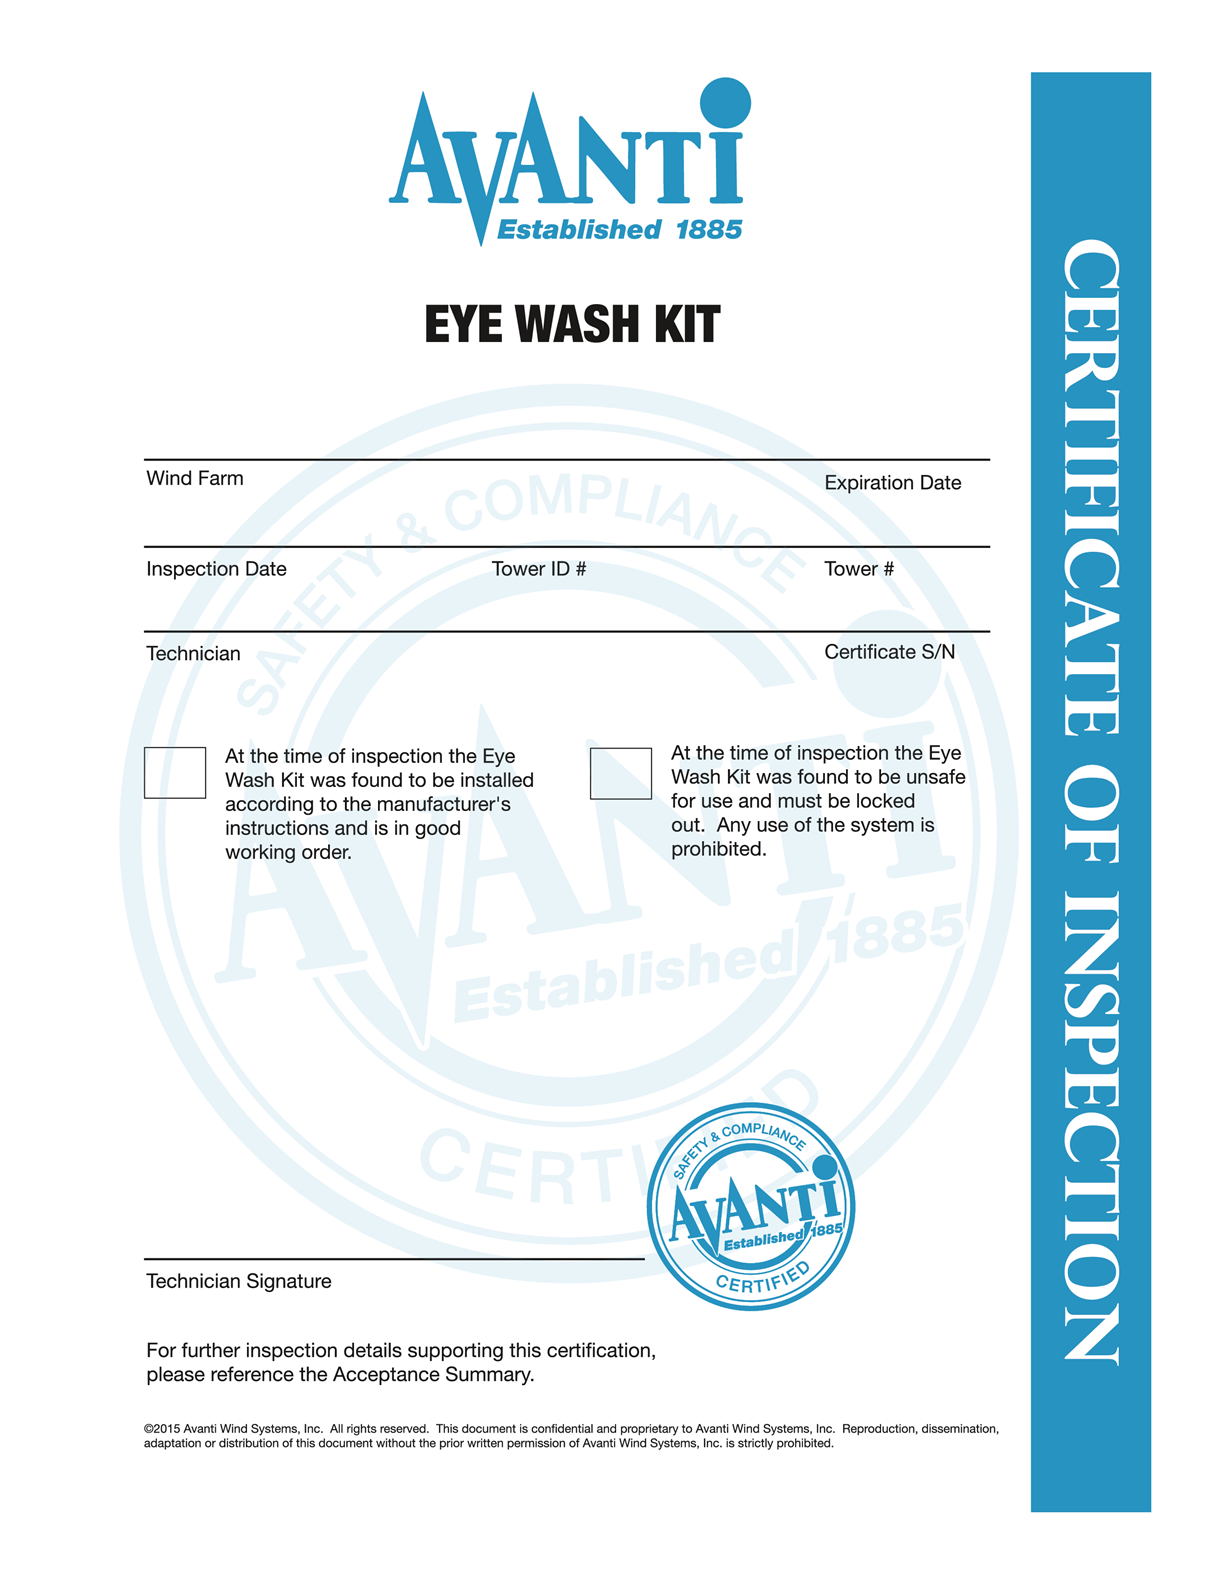 AVANTi
Established 1885
EYE WASH KIT
CERTIFICATE OF INSPECTION
Wind Farm Expiration Date
Inspection Date Tower ID # Tower #
Technician Certificate S/N
At the time of inspection the Eye
Wash Kit was found to be installed
according to the manufacturer's
instructions and is in good
working order.
At the time of inspection the Eye
Wash Kit was found to be unsafe
for use and must be locked
out. Any use of the system is
prohibited.
SAFETY & COMPLIANCE
AVANTi
Established 1885
CERTIFIED
SAFETY & COMPLIANCE
AVANTi
Established 1885
CERTIFIED
Technician Signature
For further inspection details supporting this certification,
please reference the Acceptance Summary.
©2015 Avanti Wind Systems, Inc. All rights reserved. This document is confidential and proprietary to Avanti Wind Systems, Inc. Reproduction, dissemination,
adaptation or distribution of this document without the prior written permission of Avanti Wind Systems, Inc. is strictly prohibited.